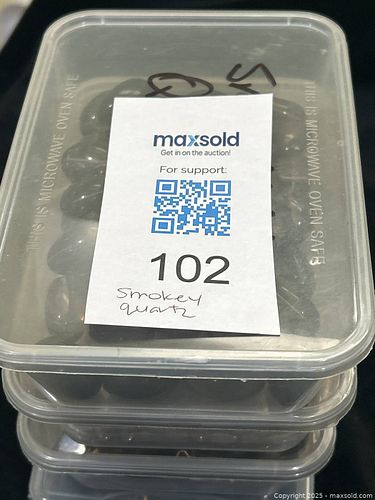 THIS IS MICROWAVE OVEN SAFE
THIS IS MICROWAVE OVEN SAFE
maxsold
Get in on the auction!
For support:
102
Smokey
quartz
Copyright 2025 - maxsold.com